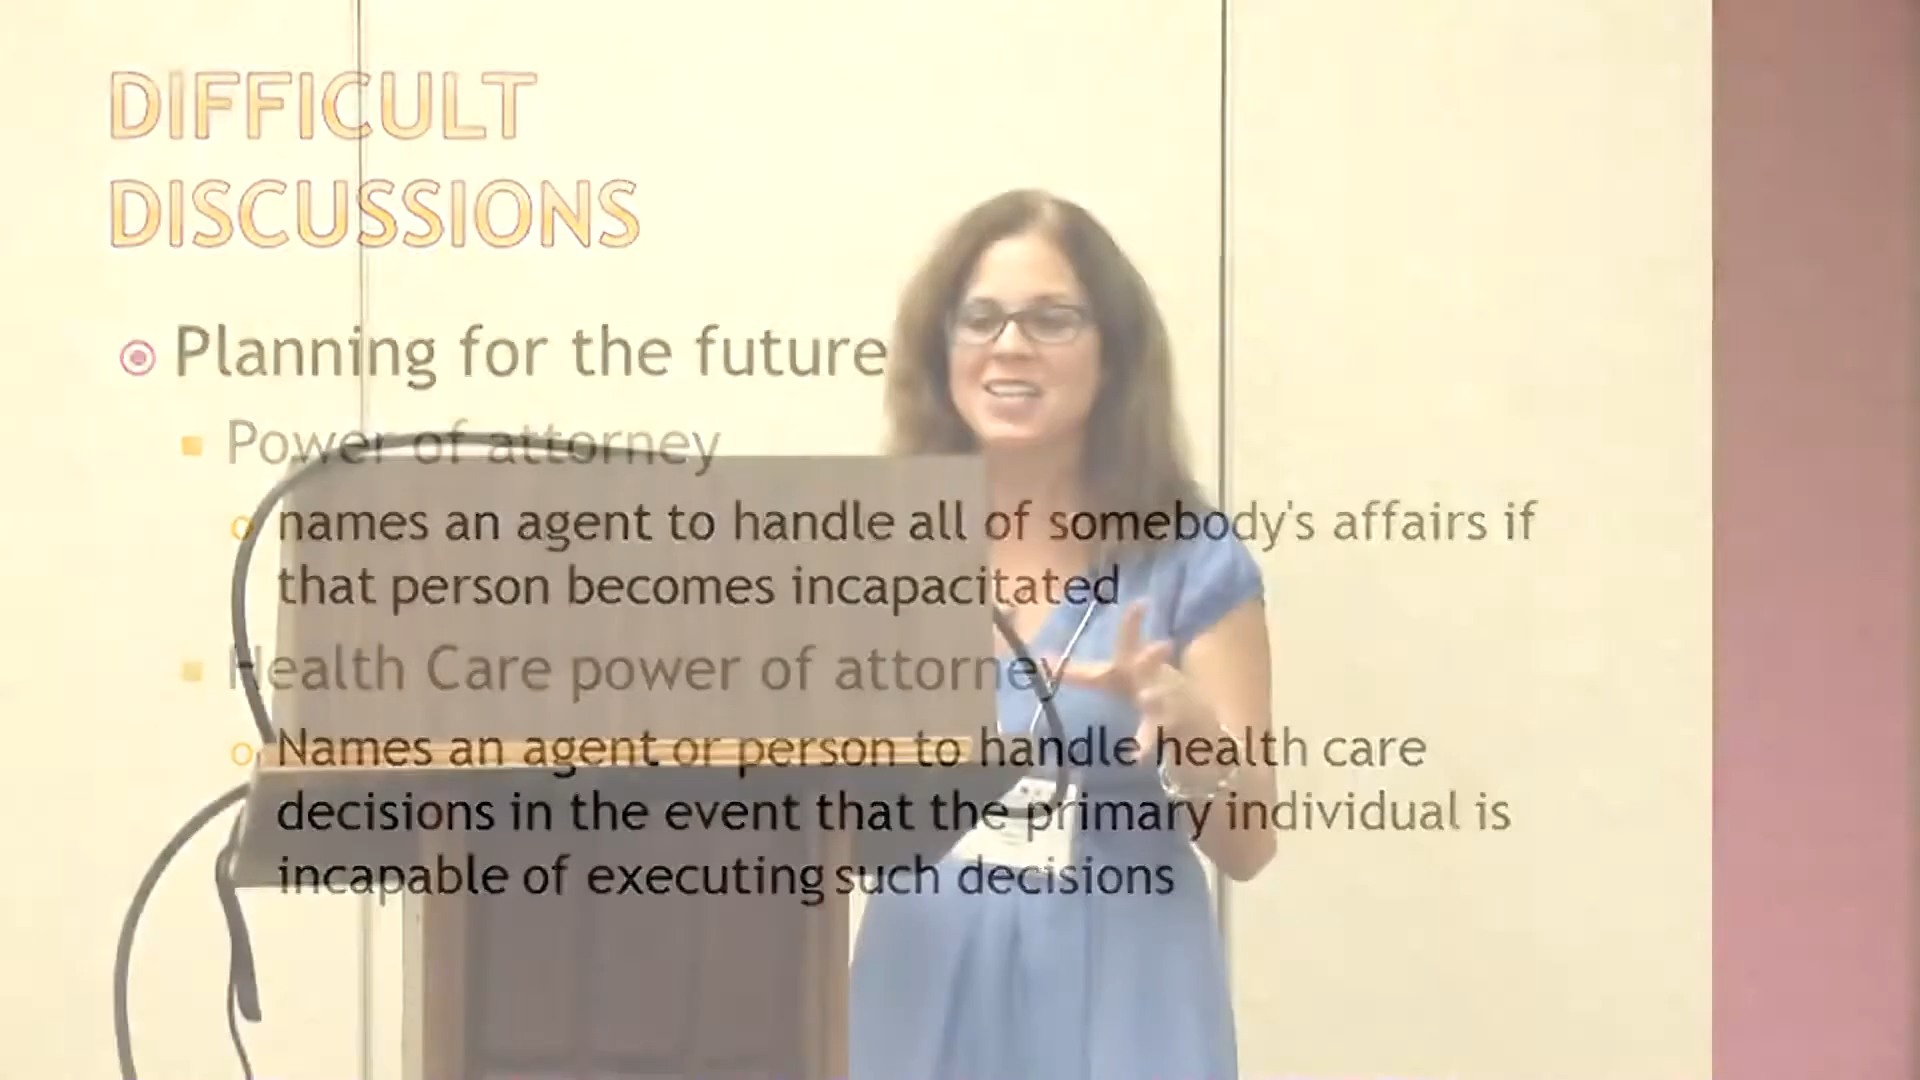 DIFFICULT
DISCUSSIONS
Planning for the future
Power of attorney
names an agent to handle all of somebody's affairs if
that person becomes incapacitated
Health Care power of attorney
Names an agent or person to handle health care
decisions in the event that the primary individual is
incapable of executing such decisions